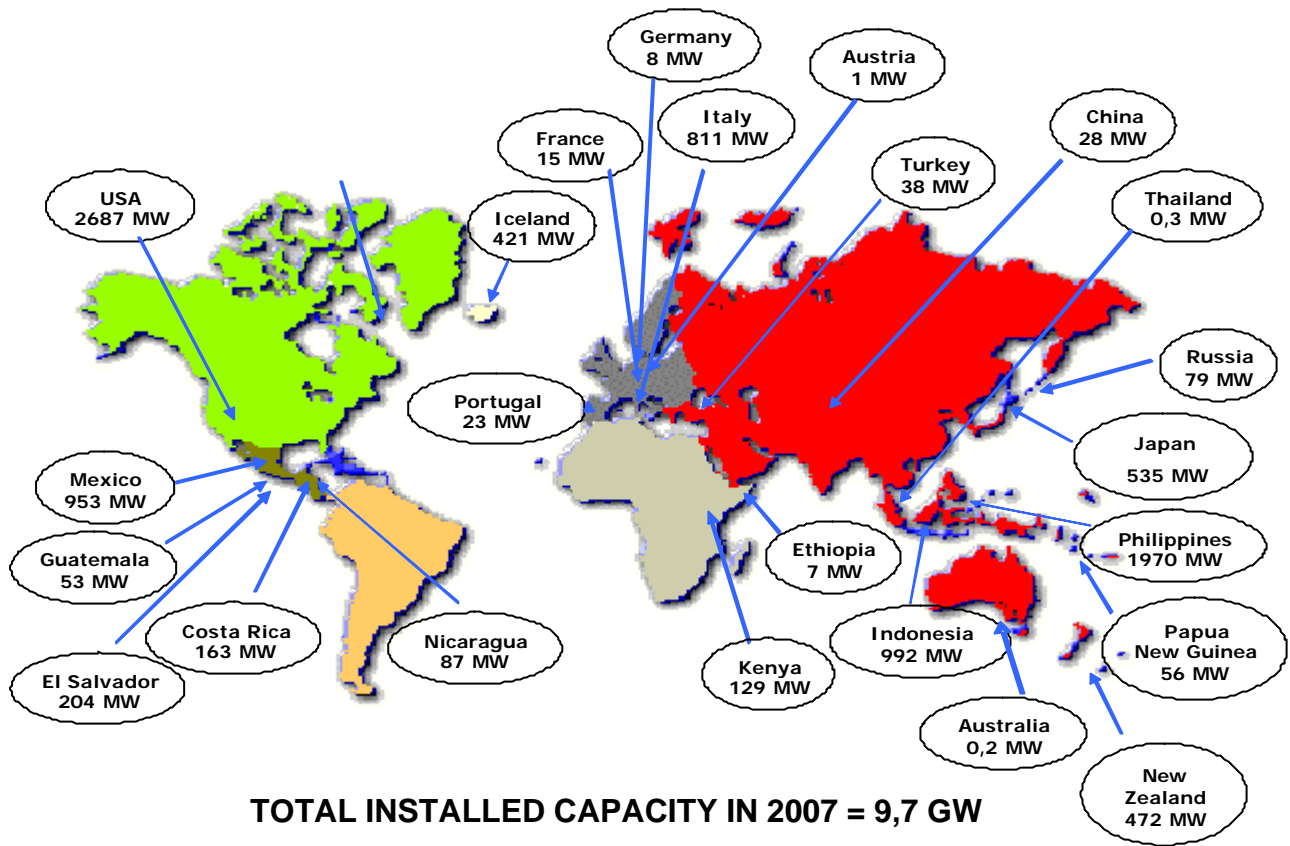 Germany
8 MW
Austria
1 MW
Italy
811 MW
China
28 MW
France
15 MW
Turkey
38 MW
Thailand
0,3 MW
USA
2687 MW
Iceland
421 MW
Russia
79 MW
Portugal
23 MW
Japan
535 MW
Mexico
953 MW
Philippines
1970 MW
Guatemala
53 MW
Ethiopia
7 MW
Costa Rica
163 MW
Nicaragua
87 MW
Indonesia
992 MW
Papua
New Guinea
56 MW
El Salvador
204 MW
Kenya
129 MW
Australia
0,2 MW
New
Zealand
472 MW
TOTAL INSTALLED CAPACITY IN 2007 = 9,7 GW